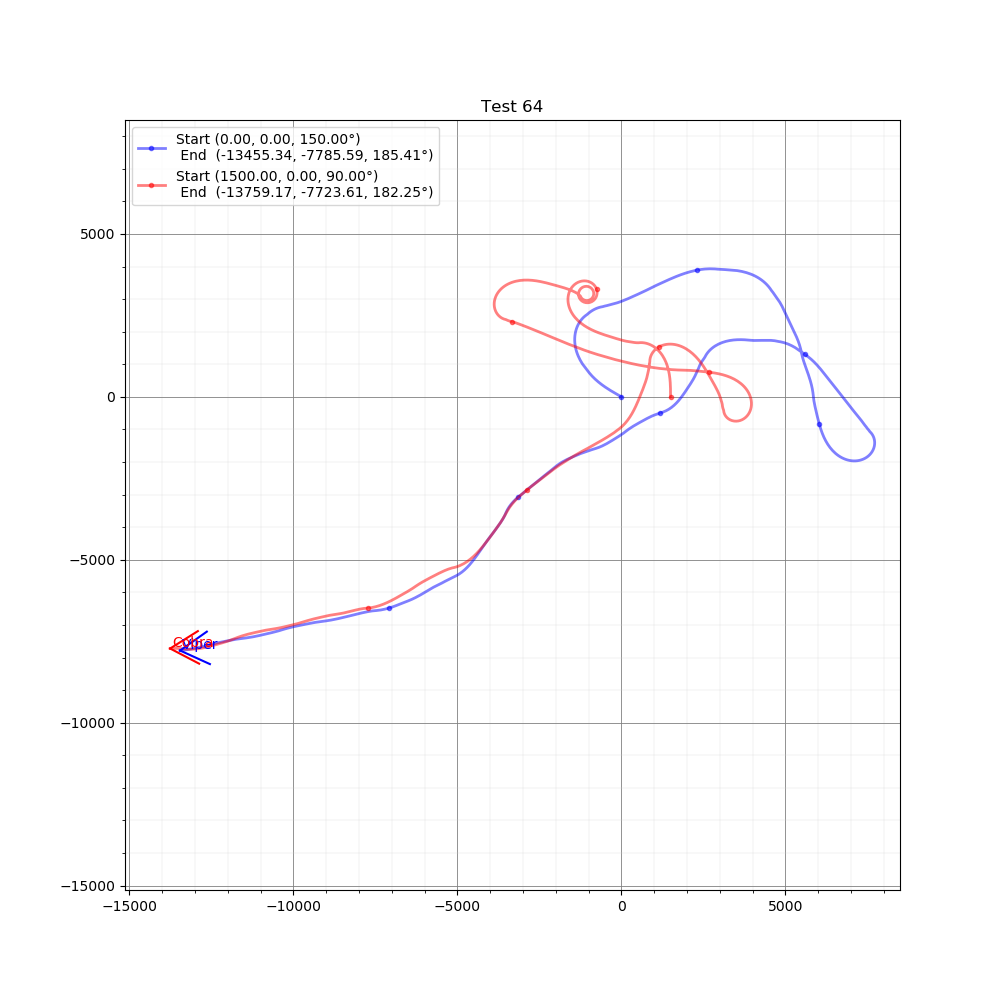 Test 64
Start (0.00, 0.00, 150.00°)
End (-13455.34, -7785.59, 185.41°)
Start (1500.00, 0.00, 90.00°)
End (-13759.17, -7723.61, 182.25°)
5000
0
−5000
−10000
−15000
−15000 −10000 −5000 0 5000